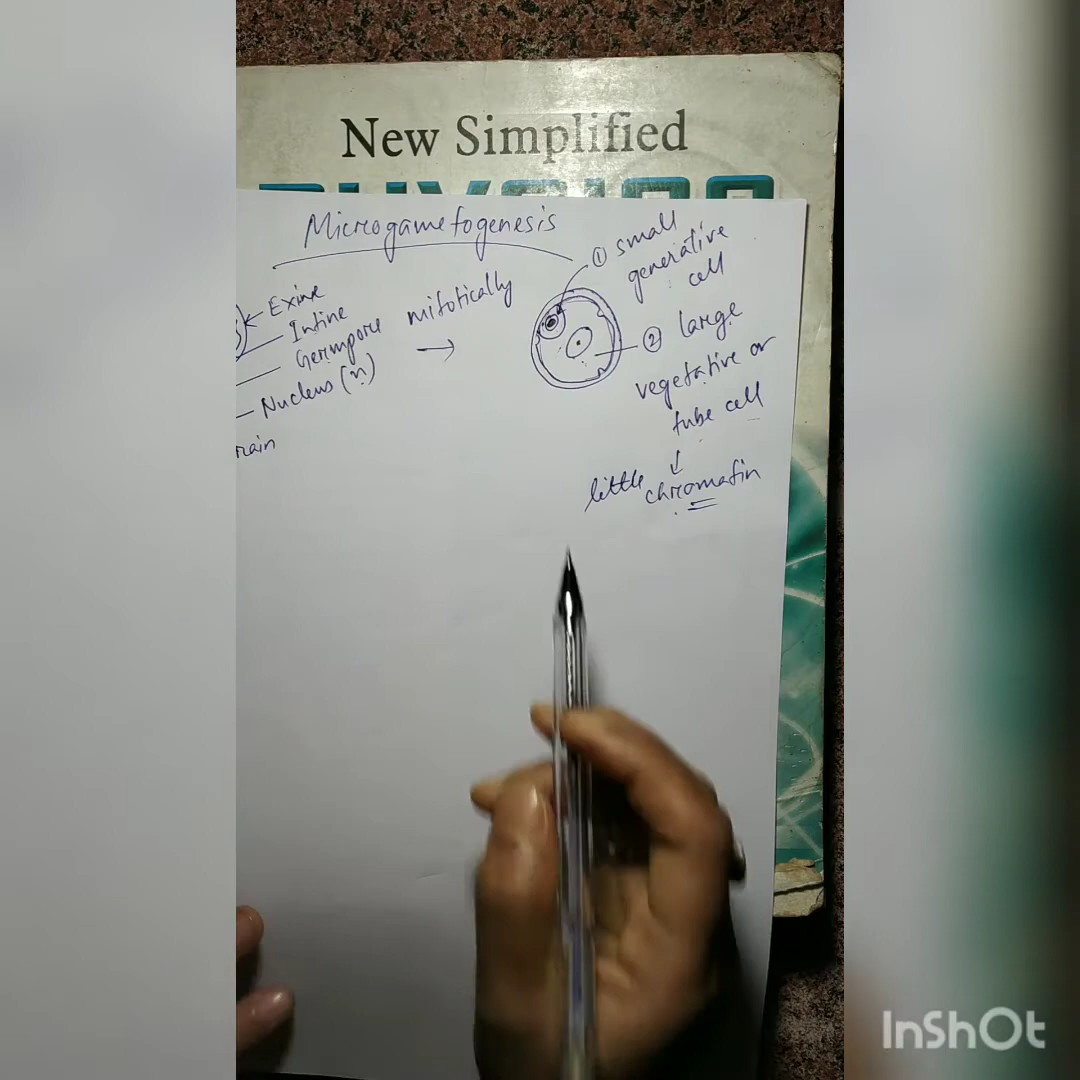 New Simplified
PHYSICS
Microgametogenesis
① small
generative
cell
Exine
Intine
Germpore
Nucleus (n)
rain
mitotically
② large
vegetative or
tube cell
little chromatin
InShOt